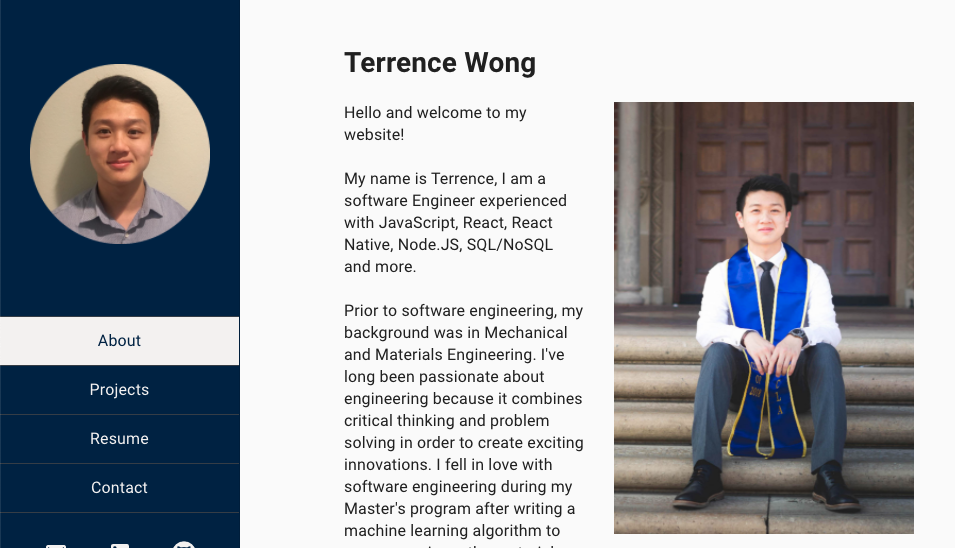 About
Projects
Resume
Contact
Terrence Wong
Hello and welcome to my
website!
My name is Terrence, I am a
software Engineer experienced
with JavaScript, React, React
Native, Node.JS, SQL/NoSQL
and more.
Prior to software engineering, my
background was in Mechanical
and Materials Engineering. I've
long been passionate about
engineering because it combines
critical thinking and problem
solving in order to create exciting
innovations. I fell in love with
software engineering during my
Master's program after writing a
machine learning algorithm to